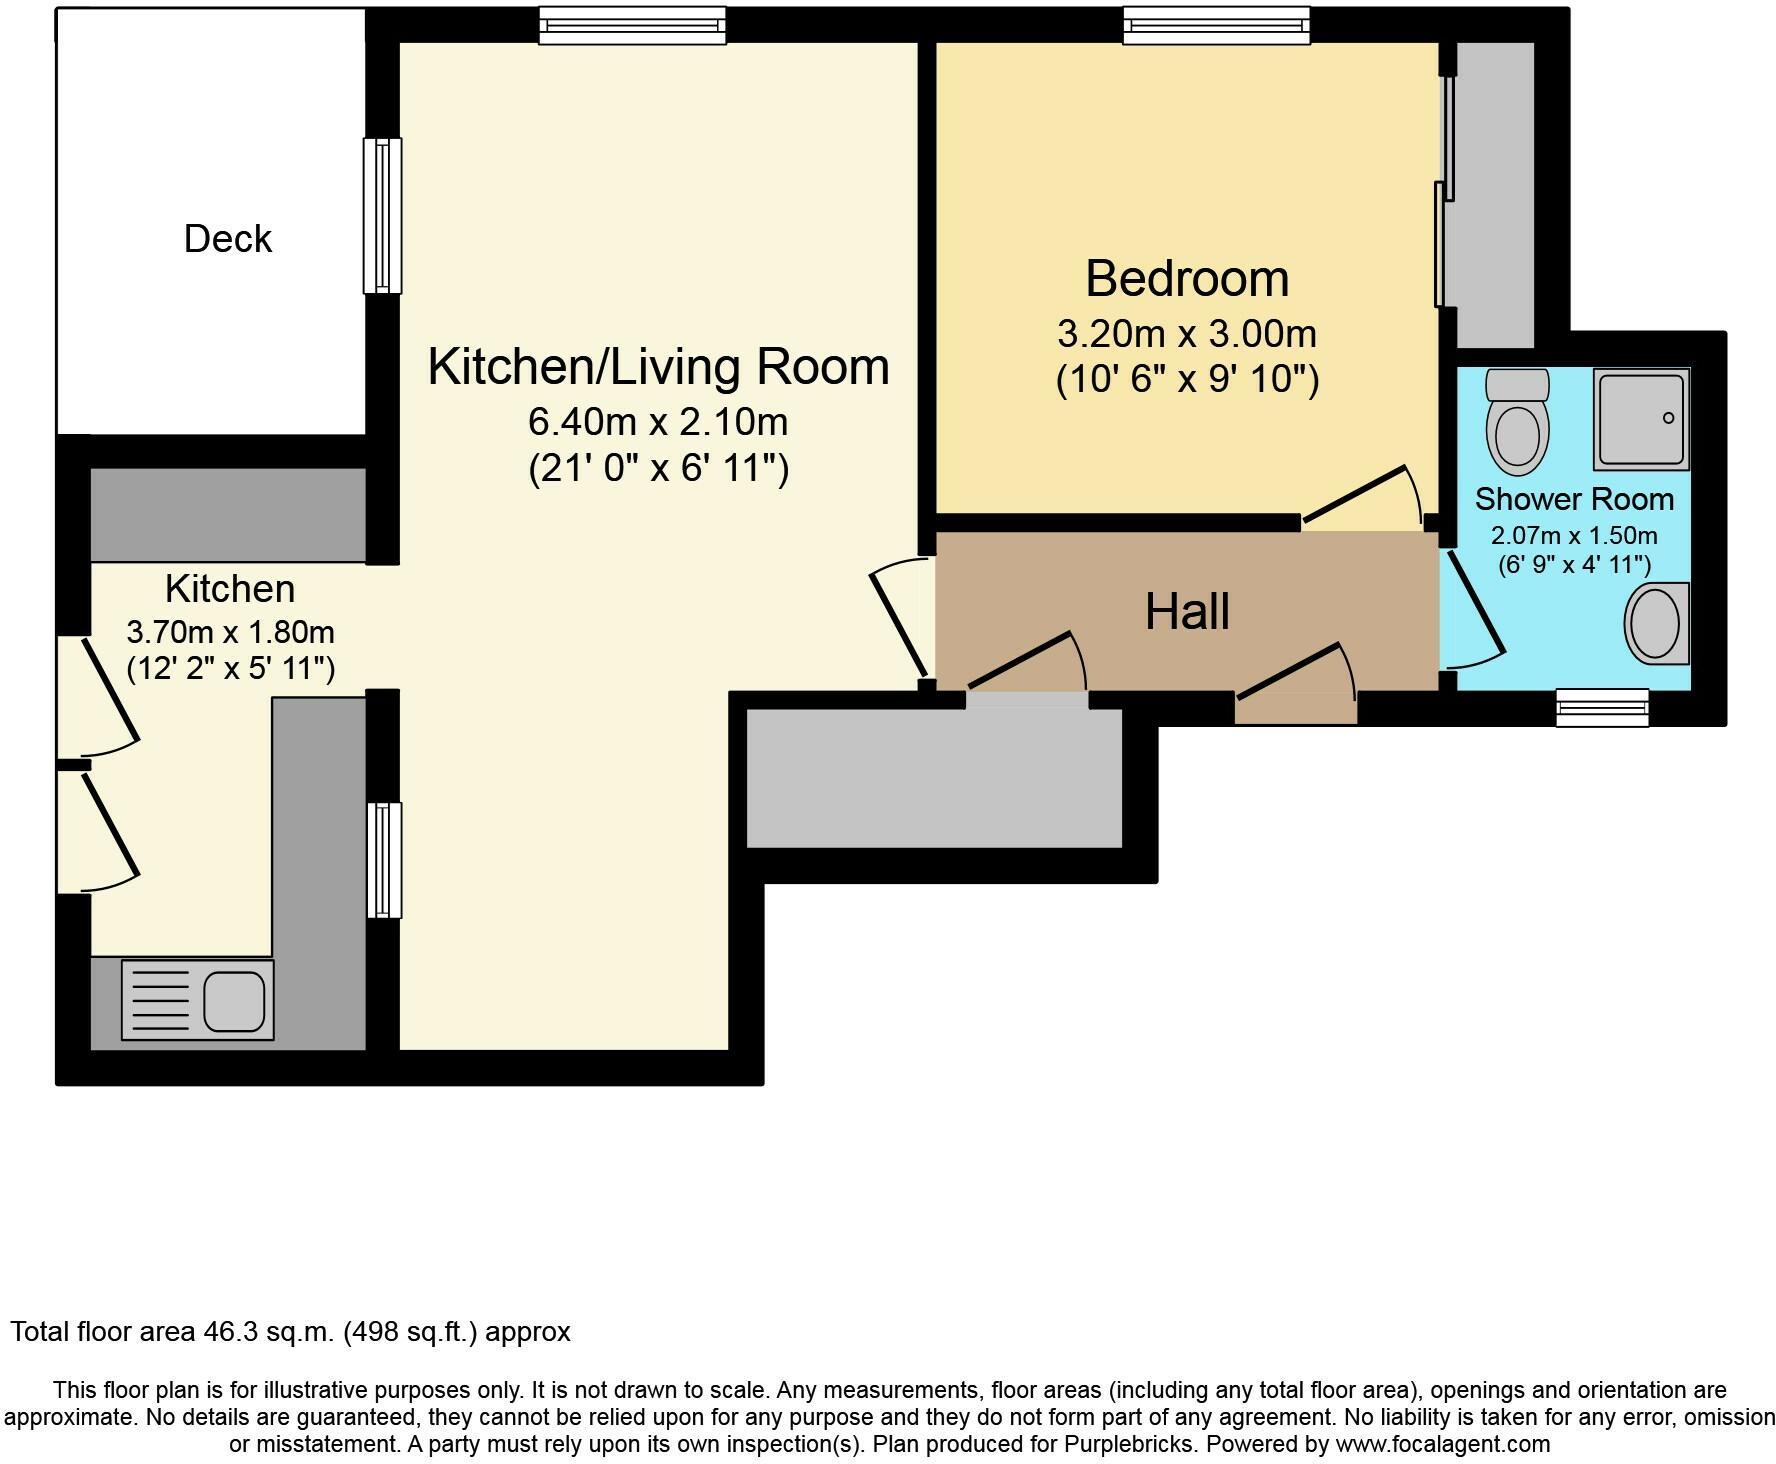 Deck
Kitchen/Living Room
6.40m x 2.10m
(21' 0" x 6' 11")
Bedroom
3.20m x 3.00m
(10' 6" x 9' 10")
Shower Room
2.07m x 1.50m
(6' 9" x 4' 11")
Kitchen
3.70m x 1.80m
(12' 2" x 5' 11")
Hall
Total floor area 46.3 sq.m. (498 sq.ft.) approx
This floor plan is for illustrative purposes only. It is not drawn to scale. Any measurements, floor areas (including any total floor area), openings and orientation are
approximate. No details are guaranteed, they cannot be relied upon for any purpose and they do not form part of any agreement. No liability is taken for any error, omission
or misstatement. A party must rely upon its own inspection(s). Plan produced for Purplebricks. Powered by www.focalagent.com